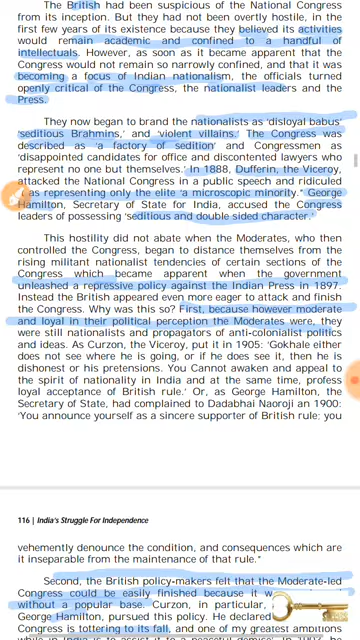 The British had been suspicious of the National Congress
from its inception. But they had not been overtly hostile, in
the first few years of its existence because they believed its activities
would remain academic and confined to a handful of
intellectuals. However, as soon as it became apparent that the
Congress would not remain so narrowly confined, and that it was
becoming a focus of Indian nationalism, the officials turned
openly critical of the Congress, the nationalist leaders and the
Press.
They now began to brand the nationalists as 'disloyal babus'
'seditious Brahmins,' and 'violent villains.' The Congress was
described as 'a factory of sedition' and Congressmen as
'disappointed candidates for office and discontented lawyers who
represent no one but themselves.' In 1888, Dufferin, the Viceroy,
attacked the National Congress in a public speech and ridiculed
it as representing only the elite 'a microscopic minority.'" George
Hamilton, Secretary of State for India, accused the Congress
leaders of possessing 'seditious and double sided character.'
This hostility did not abate when the Moderates, who
then controlled the Congress, began to distance themselves from the
rising militant nationalist tendencies of certain sections of the
Congress which became apparent when the government
unleashed a repressive policy against the Indian Press in 1897.
Instead the British appeared even more eager to attack and finish
the Congress. Why was this so? First, because however moderate
and loyal in their political perception the Moderates were, they
were still nationalists and propagators of anti-colonialist politics
and ideas. As Curzon, the Viceroy, put it in 1905: 'Gokhale either
does not see where he is going, or if he does see it, then he is
dishonest or his pretensions. You Cannot awaken and appeal to
the spirit of nationality in India and at the same time, profess
loyal acceptance of British rule.' Or, as George Hamilton, the
Secretary of State, had complained to Dadabhai Naoroji an 1900:
'You announce yourself as a sincere supporter of British rule; you
116 | India's Struggle For Independence
vehemently denounce the condition, and consequences which are
it inseparable from the maintenance of that rule."
Second, the British policy-makers felt that the Moderate-led
Congress could be easily finished because it
without a popular base. Curzon, in particular,
George Hamilton, pursued this policy. He declared
Congress is tottering to its fall, and one of my greatest ambitions